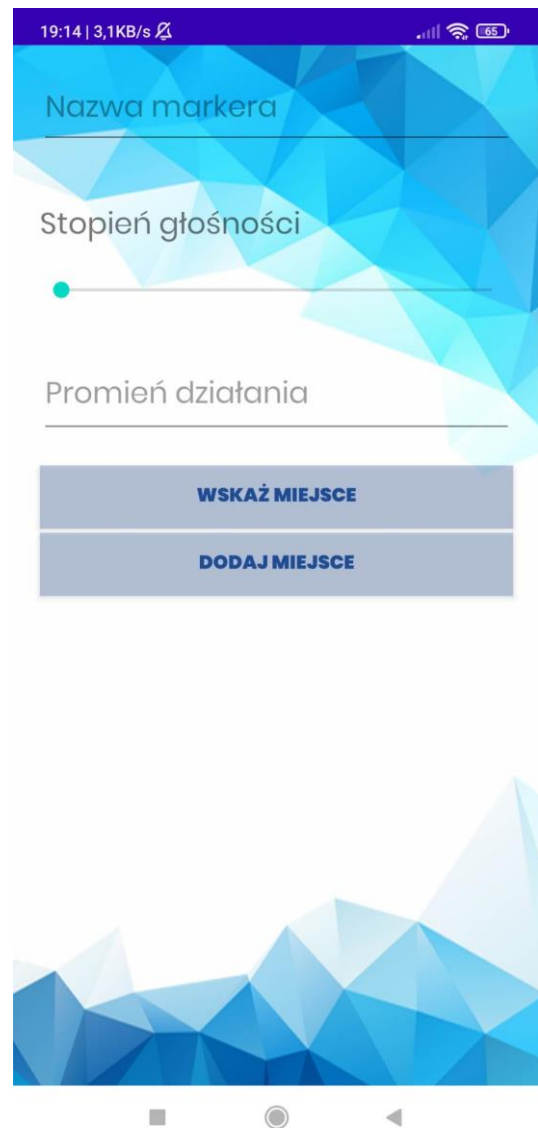 19:14 | 3,1KB/s 65
Nazwa markera
Stopień głośności
Promień działania
WSKAŻ MIEJSCE
DODAJ MIEJSCE